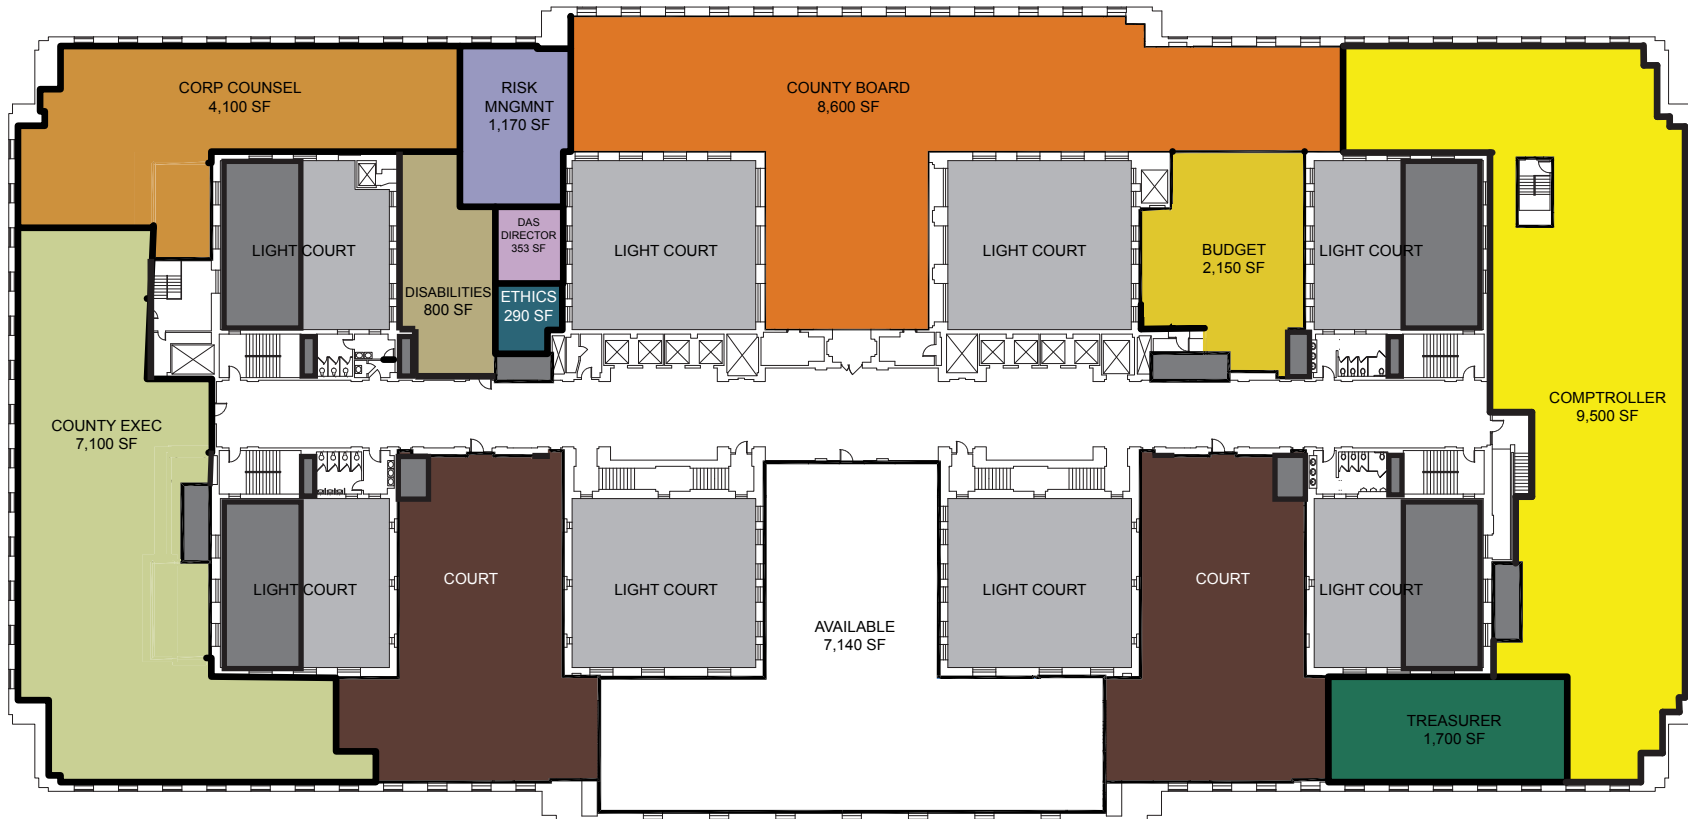 CORP COUNSEL
4,100 SF
RISK
MNGMNT
1,170 SF
COUNTY BOARD
8,600 SF
LIGHT COURT
DISABILITIES
800 SF
DAS
DIRECTOR
353 SF
ETHICS
290 SF
LIGHT COURT
LIGHT COURT
BUDGET
2,150 SF
LIGHT COURT
COUNTY EXEC
7,100 SF
COMPTROLLER
9,500 SF
LIGHT COURT
COURT
LIGHT COURT
AVAILABLE
7,140 SF
LIGHT COURT
COURT
LIGHT COURT
TREASURER
1,700 SF